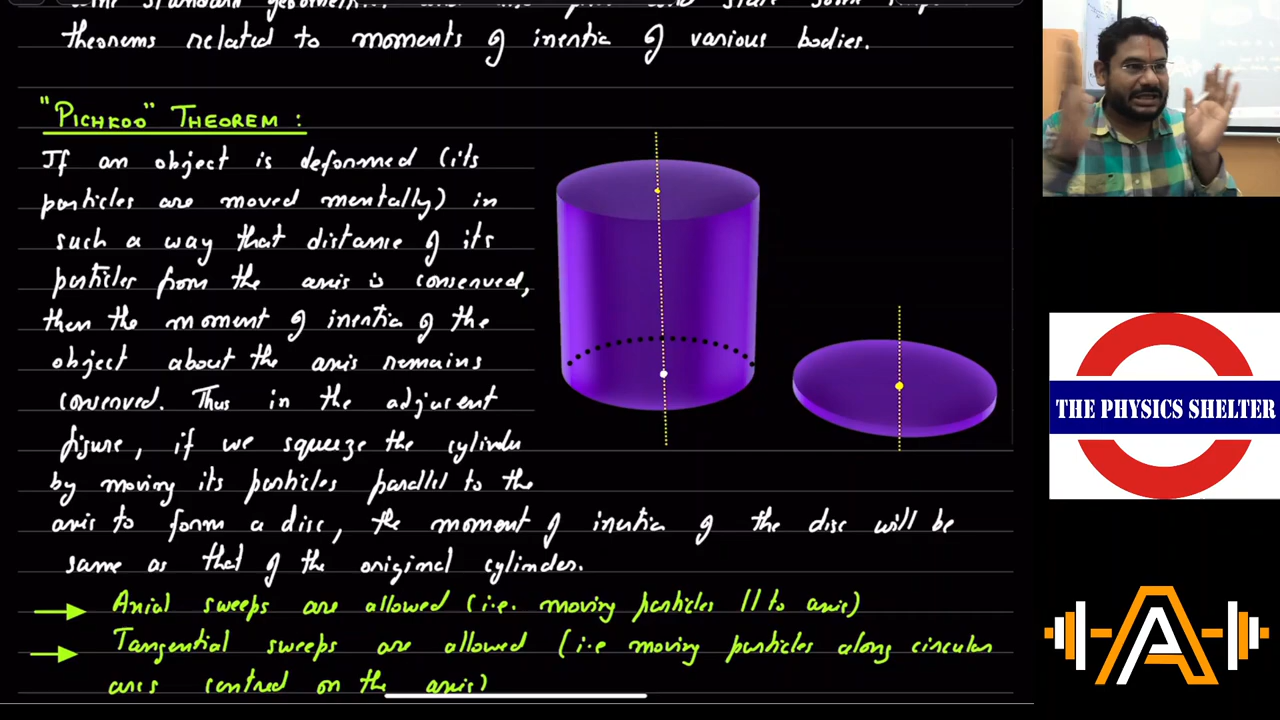 theorems related to moments of inertia of various bodies.
"PICHKOO" THEOREM :
If an object is deformed (its
particles are moved mentally) in
such a way that distance of its
particles from the axis is conserved,
then the moment of inertia of the
object about the axis remains
conserved. Thus in the adjacent
figure, if we squeeze the cylinder
by moving its particles parallel to the
axis to form a disc, the moment of inertia of the disc will be
same as that of the original cylinder.
Axial sweeps are allowed (i.e. moving particles // to axis)
Tangential sweeps are allowed (i.e moving particles along circular
arcs centred on the axis)
THE PHYSICS SHELTER
A